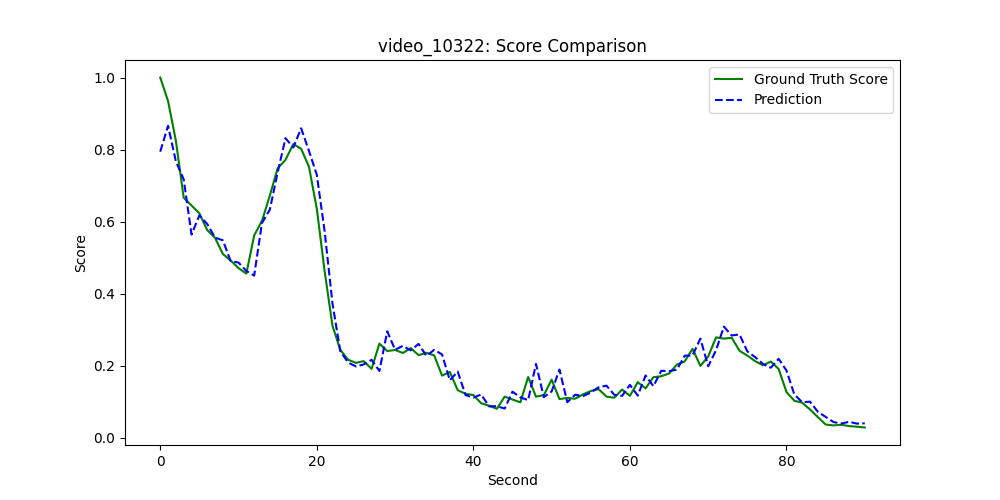 video_10322: Score Comparison
Ground Truth Score
Prediction
1.0
0.8
0.6
0.4
0.2
0.0
Score
0 20 40 60 80
Second